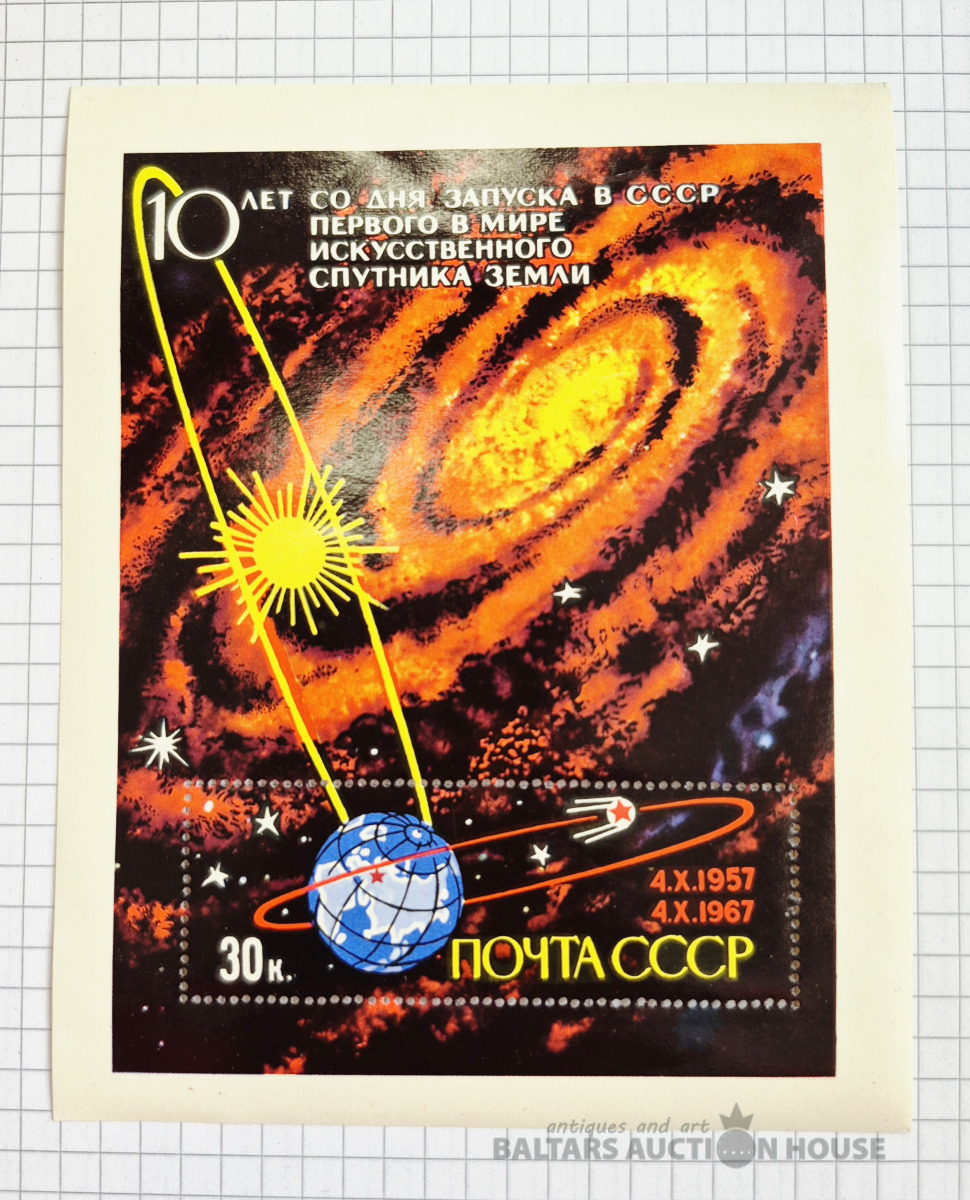 10 ЛЕТ СО ДНЯ ЗАПУСКА В СССР
ПЕРВОГО В МИРЕ
ИСКУССТВЕННОГО
СПУТНИКА ЗЕМЛИ
4.X.1957
4.X.1967
30 к.
ПОЧТА СССР
antiques and art
BALTARS AUCTION HOUSE